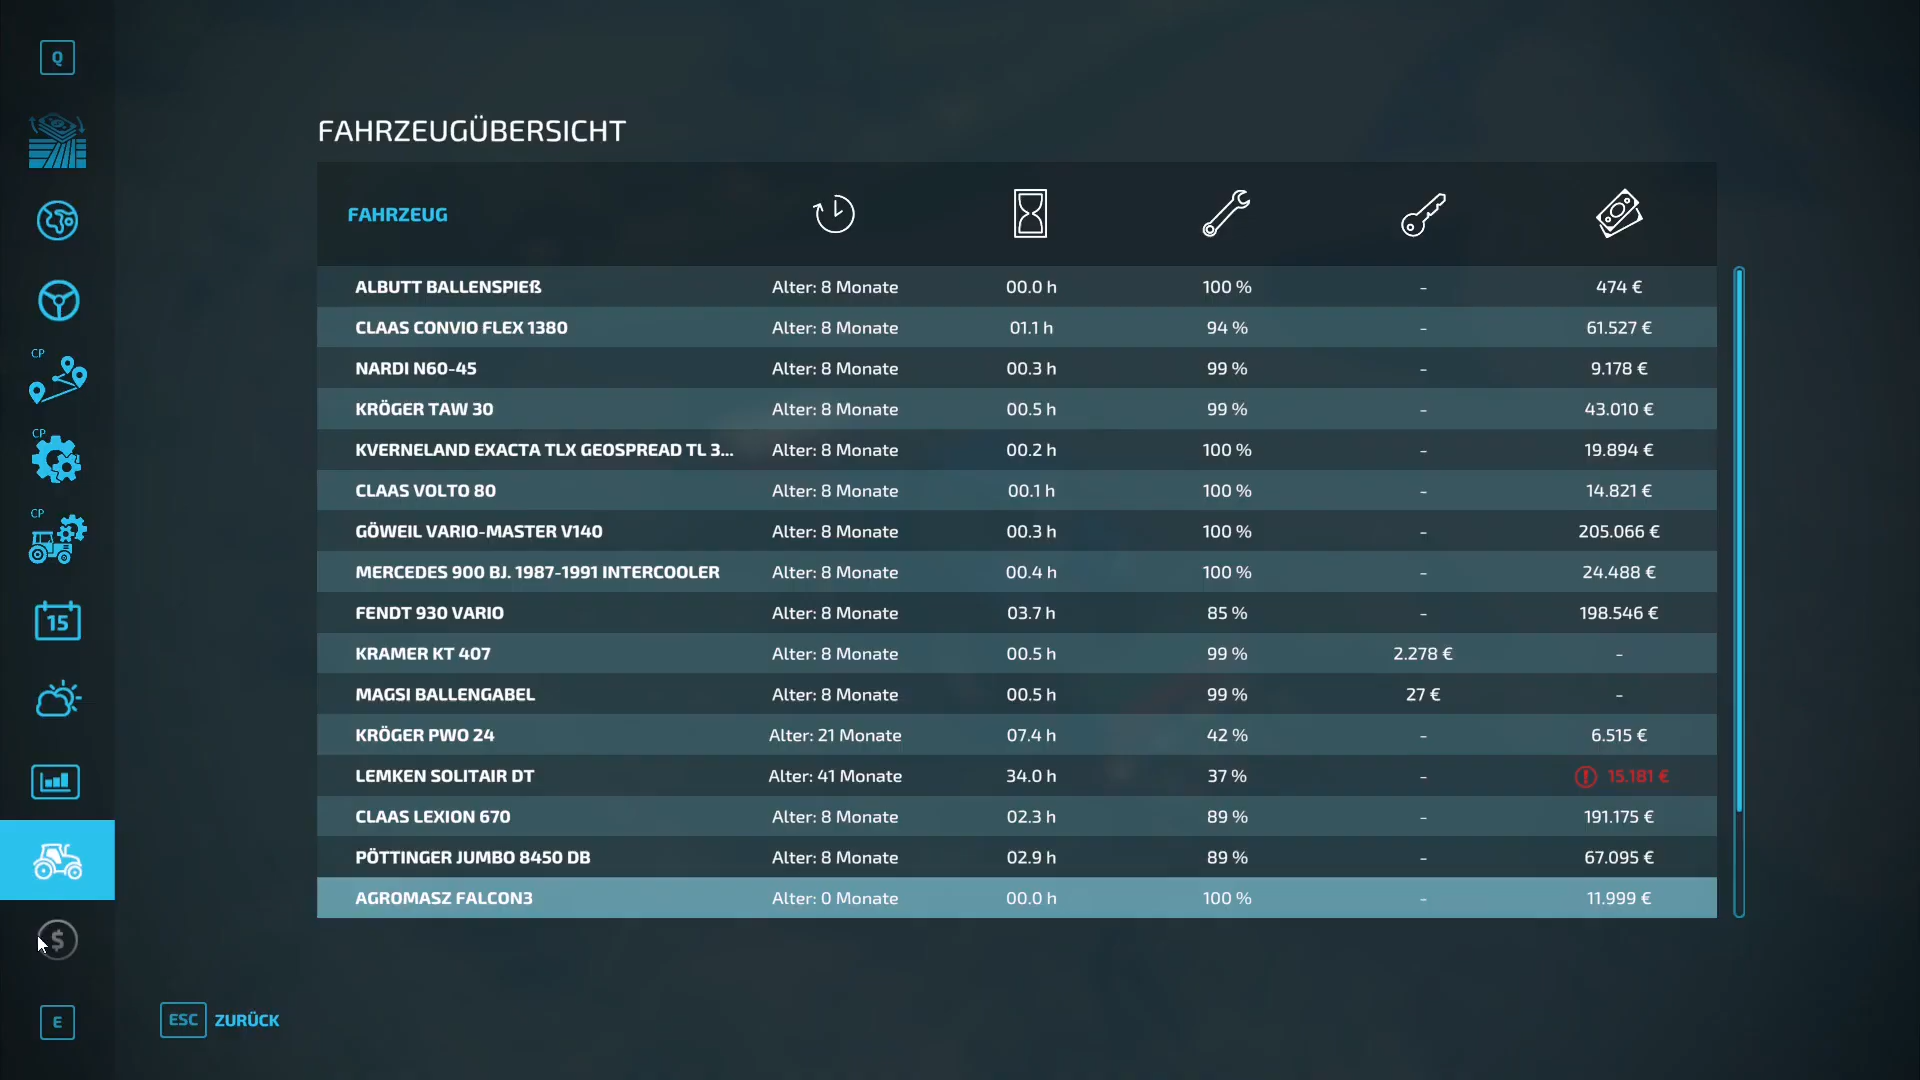 Q
FAHRZEUGÜBERSICHT
FAHRZEUG
ALBUTT BALLENSPIEß Alter: 8 Monate 00.0 h 100 % - 474 €
CLAAS CONVIO FLEX 1380 Alter: 8 Monate 01.1 h 94 % - 61.527 €
NARDI N60-45 Alter: 8 Monate 00.3 h 99 % - 9.178 €
CP
KRÖGER TAW 30 Alter: 8 Monate 00.5 h 99 % - 43.010 €
CP
KVERNELAND EXACTA TLX GEOSPREAD TL 3... Alter: 8 Monate 00.2 h 100 % - 19.894 €
CLAAS VOLTO 80 Alter: 8 Monate 00.1 h 100 % - 14.821 €
CP
GÖWEIL VARIO-MASTER V140 Alter: 8 Monate 00.3 h 100 % - 205.066 €
MERCEDES 900 BJ. 1987-1991 INTERCOOLER Alter: 8 Monate 00.4 h 100 % - 24.488 €
15
FENDT 930 VARIO Alter: 8 Monate 03.7 h 85 % - 198.546 €
KRAMER KT 407 Alter: 8 Monate 00.5 h 99 % 2.278 € -
MAGSI BALLENGABEL Alter: 8 Monate 00.5 h 99 % 27 € -
KRÖGER PWO 24 Alter: 21 Monate 07.4 h 42 % - 6.515 €
LEMKEN SOLITAIR DT Alter: 41 Monate 34.0 h 37 % - 15.181 €
CLAAS LEXION 670 Alter: 8 Monate 02.3 h 89 % - 191.175 €
PÖTTINGER JUMBO 8450 DB Alter: 8 Monate 02.9 h 89 % - 67.095 €
AGROMASZ FALCON3 Alter: 0 Monate 00.0 h 100 % - 11.999 €
$
E
ESC ZURÜCK